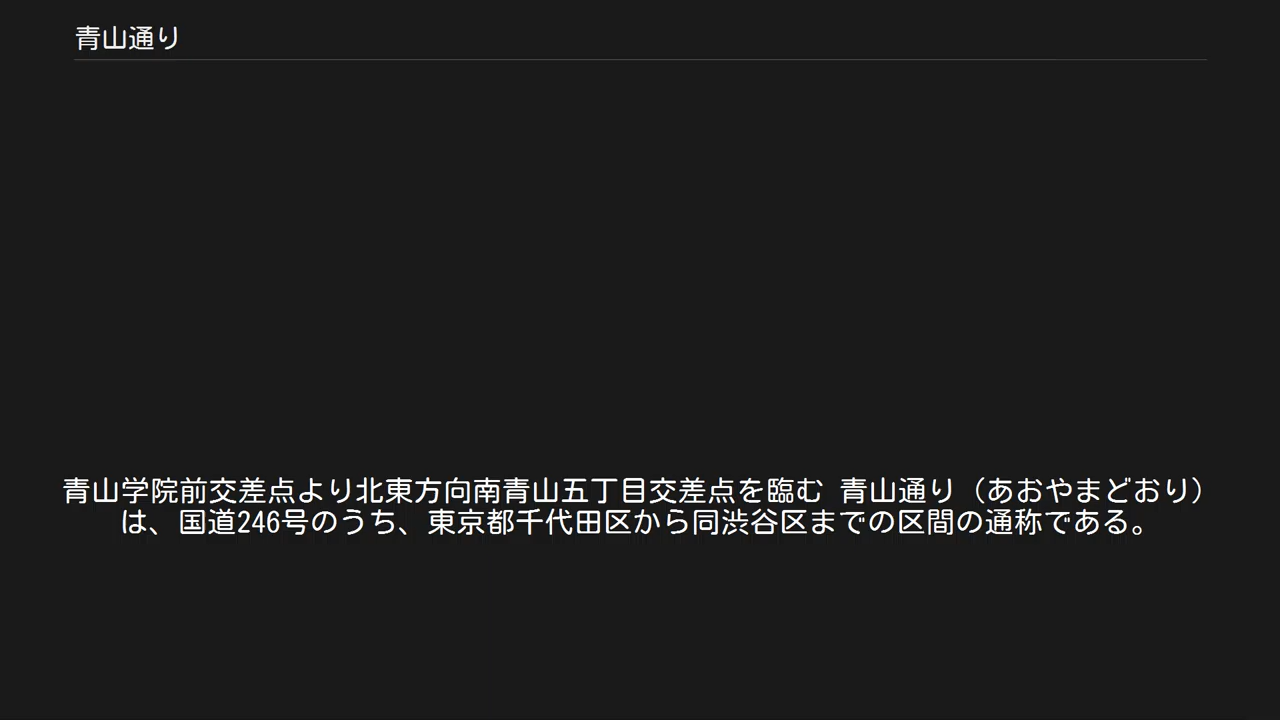 青山通り
青山学院前交差点より北東方向南青山五丁目交差点を臨む 青山通り（あおやまどおり）
は、国道246号のうち、東京都千代田区から同渋谷区までの区間の通称である。